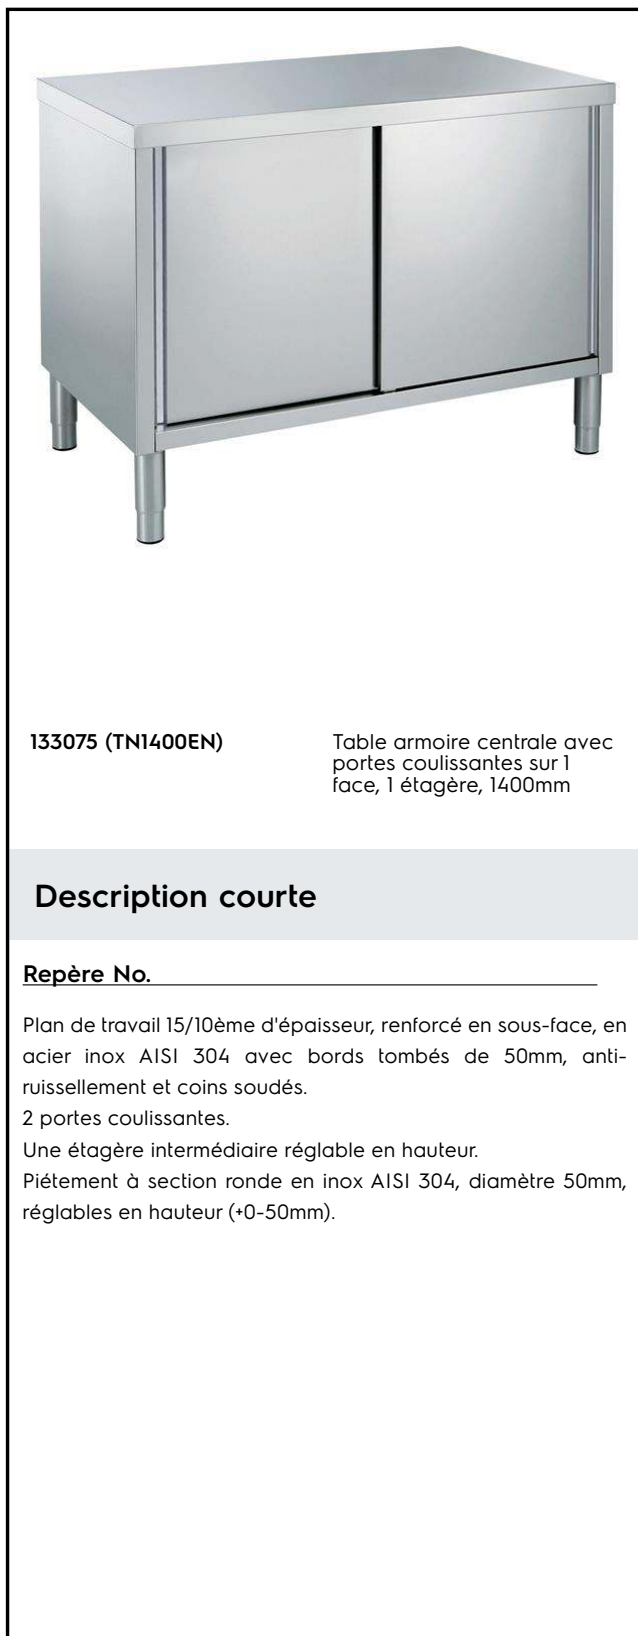 133075 (TN1400EN)
Table armoire centrale avec
portes coulissantes sur 1
face, 1 étagère, 1400mm
Description courte
Repère No.
Plan de travail 15/10ème d'épaisseur, renforcé en sous-face, en
acier inox AISI 304 avec bords tombés de 50mm, anti-
ruissellement et coins soudés.
2 portes coulissantes.
Une étagère intermédiaire réglable en hauteur.
Piétement à section ronde en inox AISI 304, diamètre 50mm,
réglables en hauteur (+0-50mm).